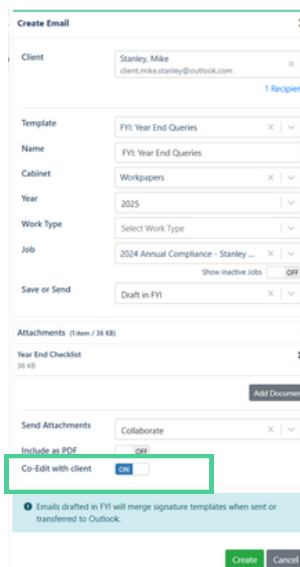 Create Email
Client
Stanley, Mike
client.mike.stanley@outlook.com
1 Recipien
Template
FYI: Year End Queries
Name
FYI: Year End Queries
Cabinet
Workpapers
Year
2025
Work Type
Select Work Type
Job
2024 Annual Compliance - Stanley ...
Show Inactive Jobs OFF
Save or Send
Draft in FYI
Attachments (1 item / 36 KB)
Year End Checklist
36 KB
Add Documen
Send Attachments
Collaborate
Include as PDF OFF
Co-Edit with client ON
Emails drafted in FYI will merge signature templates when sent or
transferred to Outlook.
Create Cancel